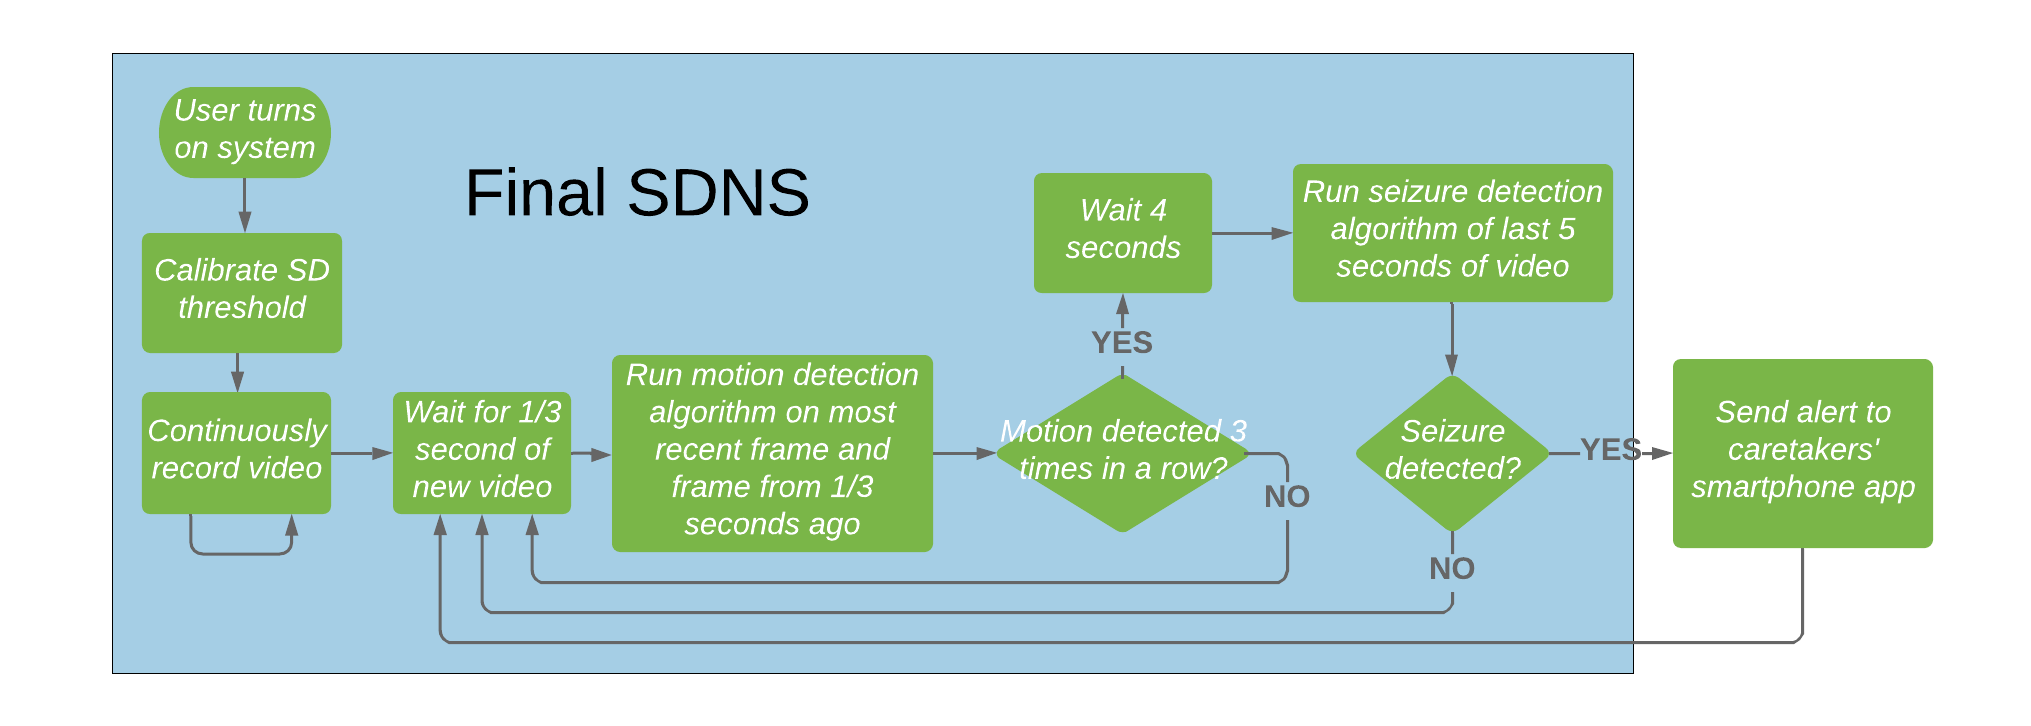 User turns
on system
Final SDNS
Calibrate SD
threshold
Continuously
record video
Wait for 1/3
second of
new video
Run motion detection
algorithm on most
recent frame and
frame from 1/3
seconds ago
Motion detected 3
times in a row?
YES
NO
Wait 4
seconds
Run seizure detection
algorithm of last 5
seconds of video
Seizure
detected?
YES
NO
Send alert to
caretakers'
smartphone app